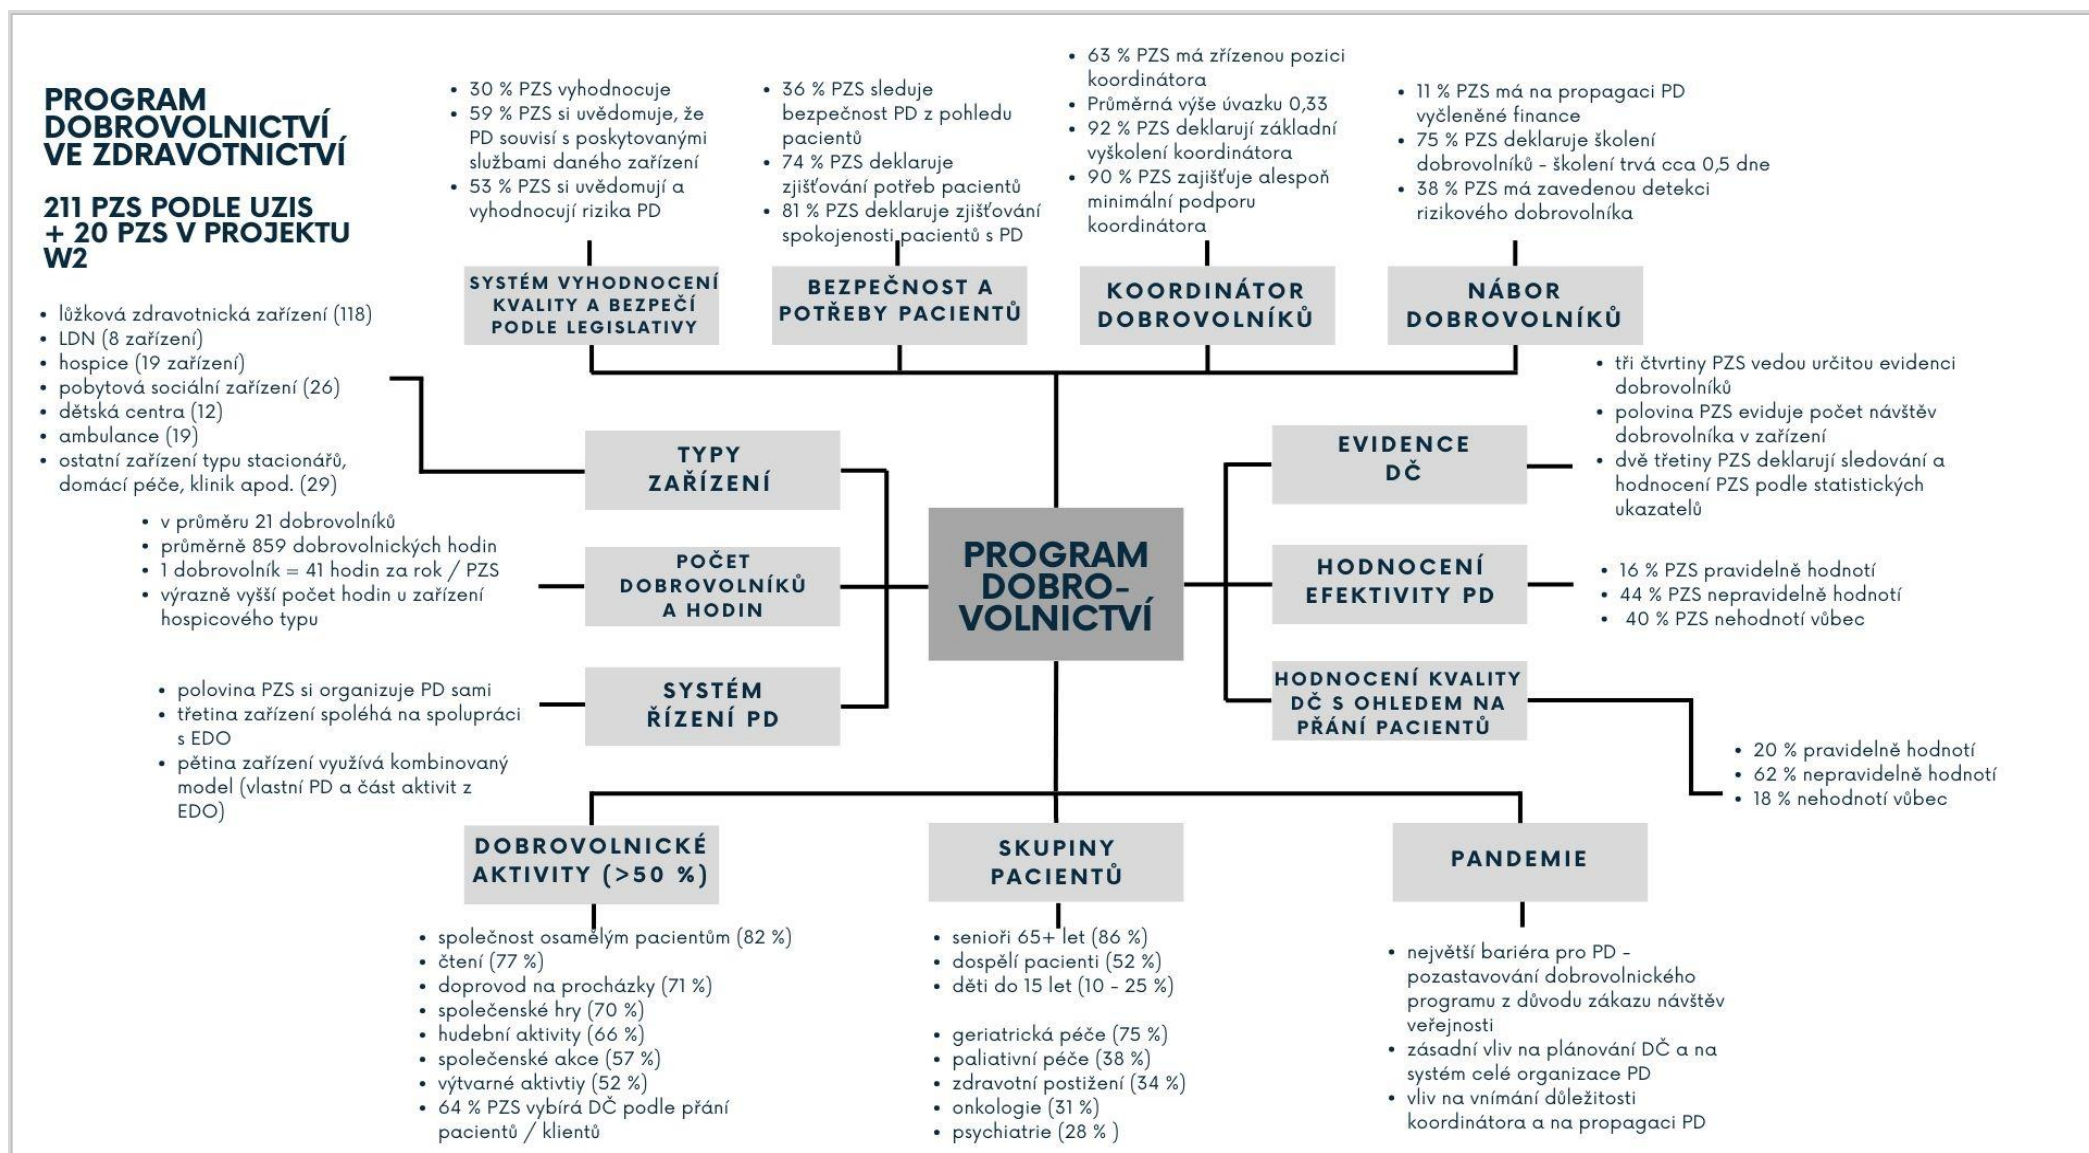 PROGRAM
DOBROVOLNICTVÍ
VE ZDRAVOTNICTVÍ
211 PZS PODLE UZIS
+ 20 PZS V PROJEKTU
W2
• 30 % PZS vyhodnocuje
• 59 % PZS si uvědomuje, že
PD souvisí s poskytovanými
službami daného zařízení
• 53 % PZS si uvědomují a
vyhodnocují rizika PD
SYSTÉM VYHODNOCENÍ
KVALITY A BEZPEČÍ
PODLE LEGISLATIVY
• 36 % PZS sleduje
bezpečnost PD z pohledu
pacientů
• 74 % PZS deklaruje
zjišťování potřeb pacientů
• 81 % PZS deklaruje zjišťování
spokojenosti pacientů s PD
BEZPEČNOST A
POTŘEBY PACIENTŮ
• 63 % PZS má zřízenou pozici
koordinátora
• Průměrná výše úvazku 0,33
• 92 % PZS deklarují základní
vyškolení koordinátora
• 90 % PZS zajišťuje alespoň
minimální podporu
koordinátora
KOORDINÁTOR
DOBROVOLNÍKŮ
• 11 % PZS má na propagaci PD
vyčleněné finance
• 75 % PZS deklaruje školení
dobrovolníků - školení trvá cca 0,5 dne
• 38 % PZS má zavedenou detekci
rizikového dobrovolníka
NÁBOR
DOBROVOLNÍKŮ
• lůžková zdravotnická zařízení (118)
• LDN (8 zařízení)
• hospice (19 zařízení)
• pobytová sociální zařízení (26)
• dětská centra (12)
• ambulance (19)
• ostatní zařízení typu stacionářů,
domácí péče, klinik apod. (29)
TYPY
ZAŘÍZENÍ
• v průměru 21 dobrovolníků
• průměrně 859 dobrovolnických hodin
• 1 dobrovolník = 41 hodin za rok / PZS
• výrazně vyšší počet hodin u zařízení
hospicového typu
POČET
DOBROVOLNÍKŮ
A HODIN
• polovina PZS si organizuje PD sami
• třetina zařízení spoléhá na spolupráci
s EDO
• pětina zařízení využívá kombinovaný
model (vlastní PD a část aktivit z
EDO)
SYSTÉM
ŘÍZENÍ PD
PROGRAM
DOBRO-
VOLNICTVÍ
EVIDENCE
DČ
• tři čtvrtiny PZS vedou určitou evidenci
dobrovolníků
• polovina PZS eviduje počet návštěv
dobrovolníka v zařízení
• dvě třetiny PZS deklarují sledování a
hodnocení PZS podle statistických
ukazatelů
HODNOCENÍ
EFEKTIVITY PD
• 16 % PZS pravidelně hodnotí
• 44 % PZS nepravidelně hodnotí
• 40 % PZS nehodnotí vůbec
HODNOCENÍ KVALITY
DČ S OHLEDEM NA
PŘÁNÍ PACIENTŮ
• 20 % pravidelně hodnotí
• 62 % nepravidelně hodnotí
• 18 % nehodnotí vůbec
DOBROVOLNICKÉ
AKTIVITY (>50 %)
• společnost osamělým pacientům (82 %)
• čtení (77 %)
• doprovod na procházky (71 %)
• společenské hry (70 %)
• hudební aktivity (66 %)
• společenské akce (57 %)
• výtvarné aktivtiy (52 %)
• 64 % PZS vybírá DČ podle přání
pacientů / klientů
SKUPINY
PACIENTŮ
• senioři 65+ let (86 %)
• dospělí pacienti (52 %)
• děti do 15 let (10 - 25 %)
• geriatrická péče (75 %)
• paliativní péče (38 %)
• zdravotní postižení (34 %)
• onkologie (31 %)
• psychiatrie (28 % )
PANDEMIE
• největší bariéra pro PD -
pozastavování dobrovolnického
programu z důvodu zákazu návštěv
veřejnosti
• zásadní vliv na plánování DČ a na
systém celé organizace PD
• vliv na vnímání důležitosti
koordinátora a na propagaci PD